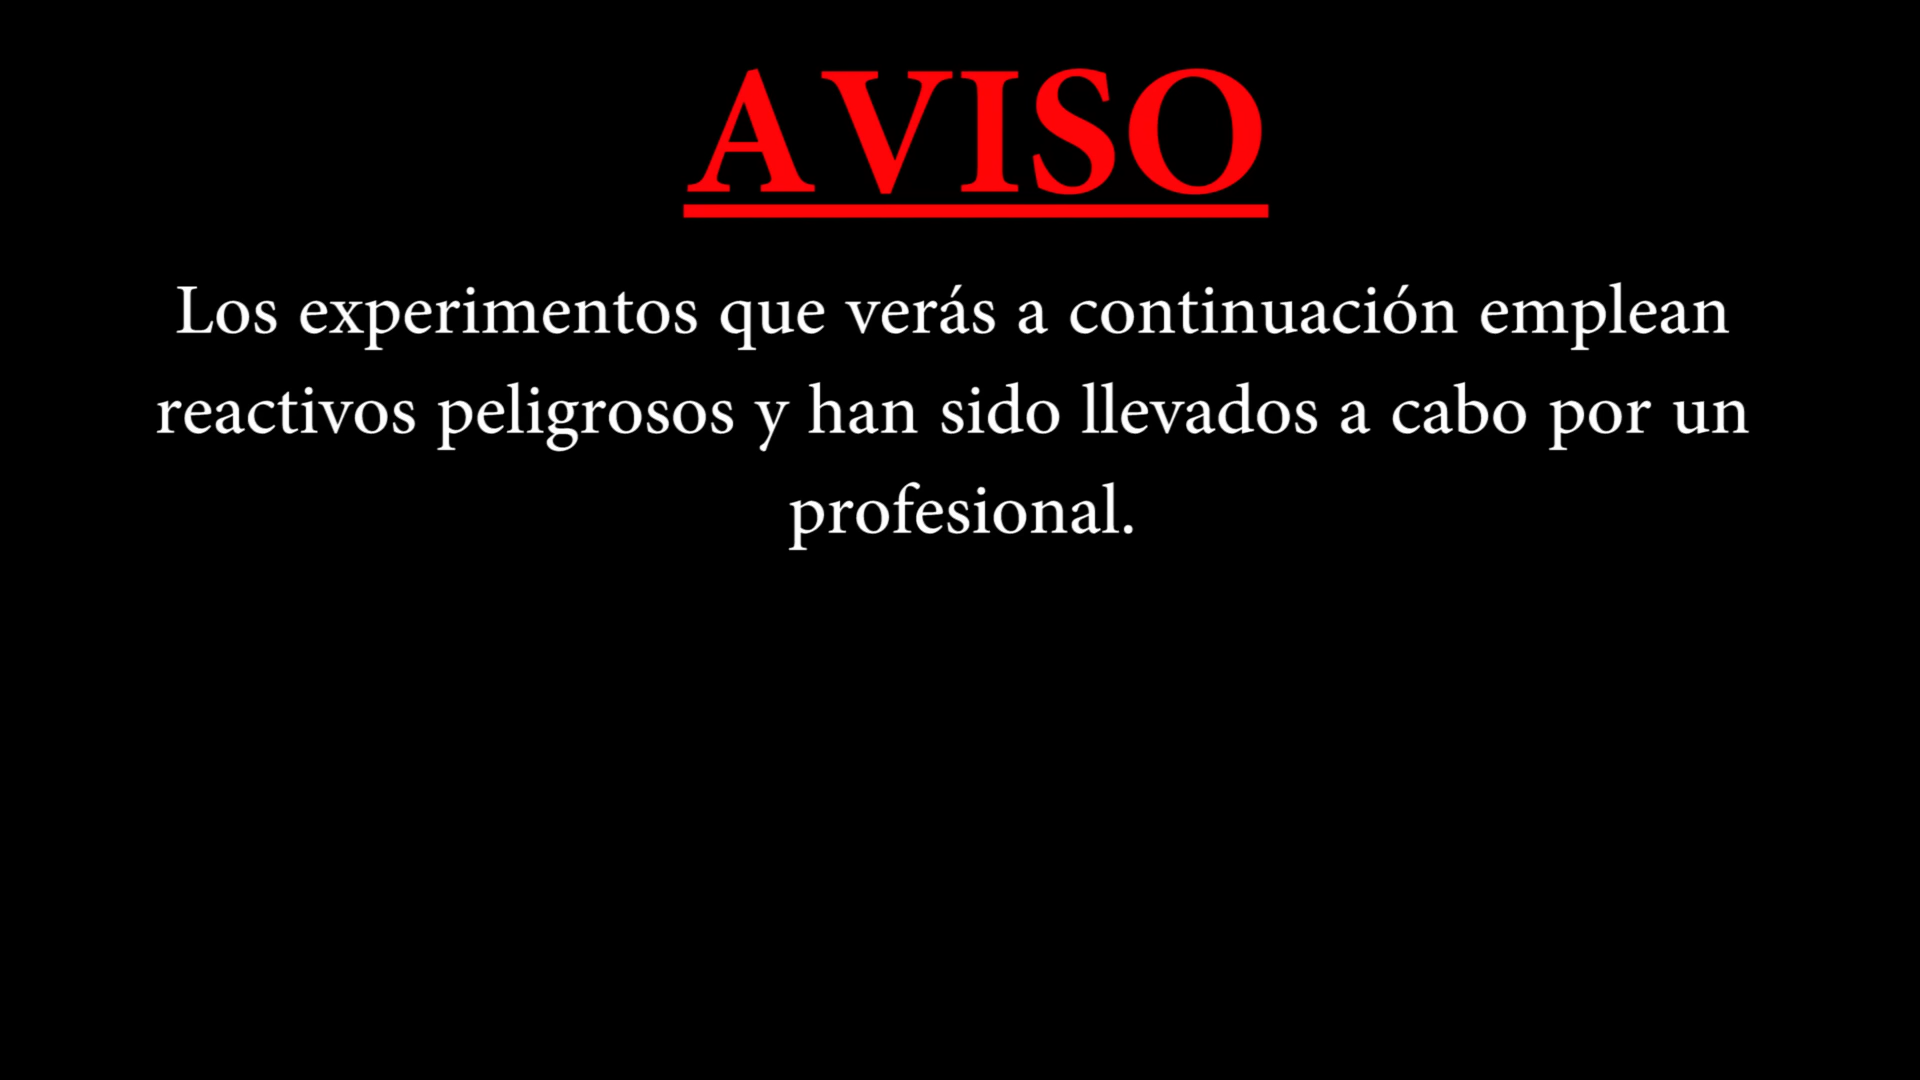 AVISO
Los experimentos que verás a continuación emplean
reactivos peligrosos y han sido llevados a cabo por un
profesional.